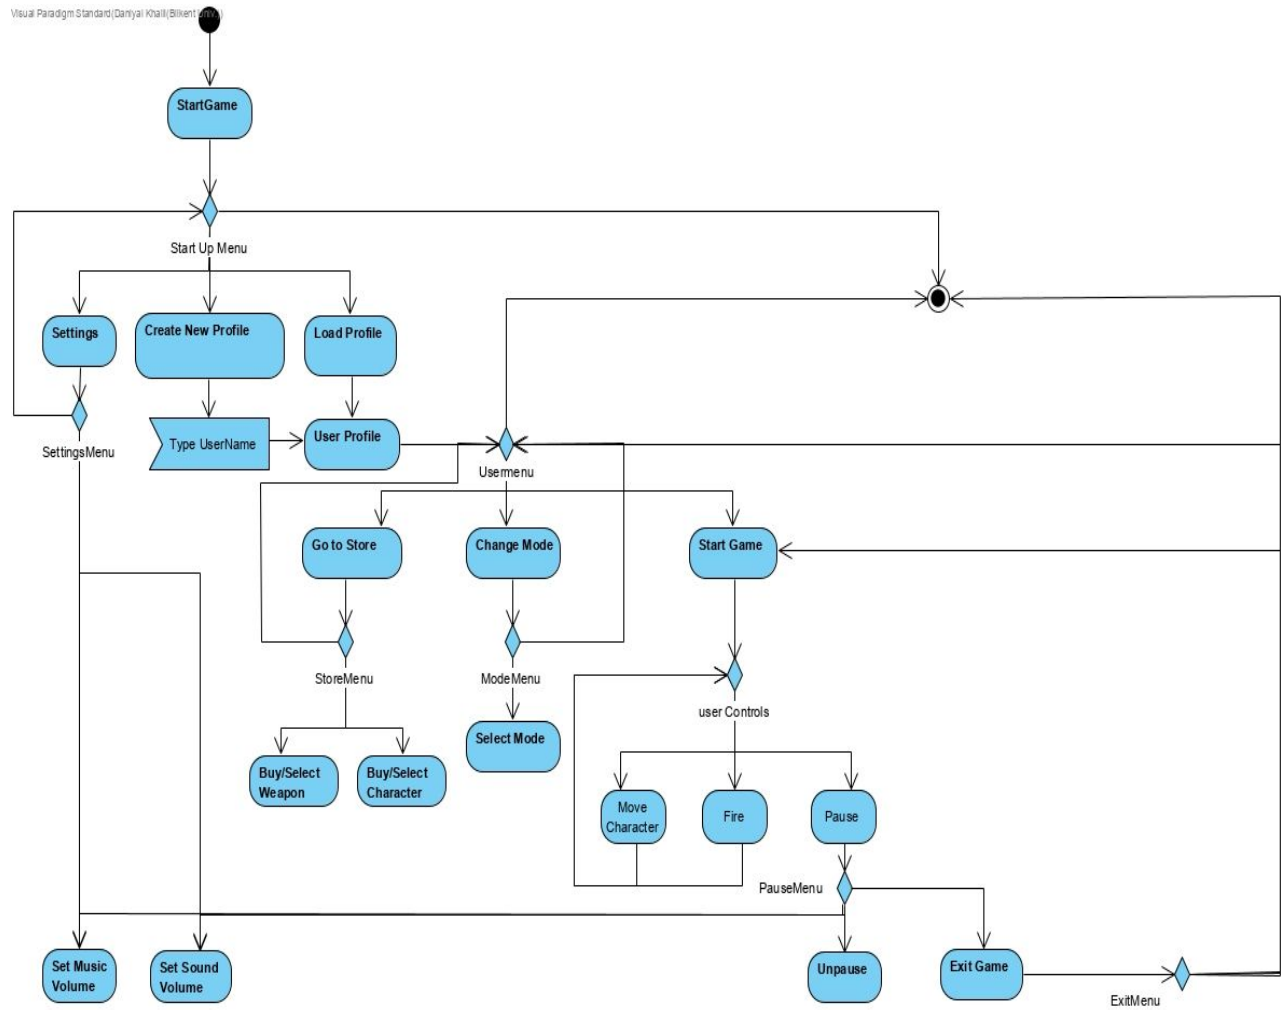 Visual Paradigm Standard(Daniyal Khalil(Bilkent Univ.))
StartGame
Start Up Menu
Settings
Create New Profile
Load Profile
SettingsMenu
Type UserName
User Profile
Usermenu
Go to Store
Change Mode
Start Game
StoreMenu
ModeMenu
user Controls
Select Mode
Buy/Select
Weapon
Buy/Select
Character
Move
Character
Fire
Pause
PauseMenu
Set Music
Volume
Set Sound
Volume
Unpause
Exit Game
ExitMenu